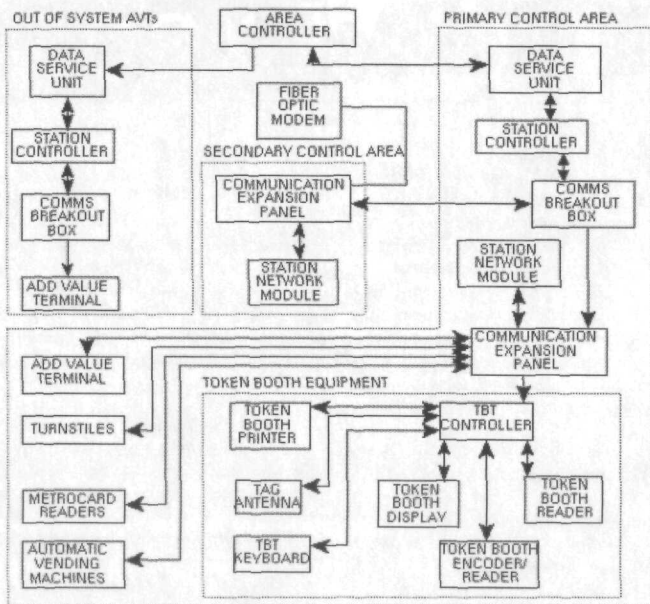 OUT OF SYSTEM AVTs
AREA
CONTROLLER
PRIMARY CONTROL AREA
DATA
SERVICE
UNIT
DATA
SERVICE
UNIT
FIBER
OPTIC
MODEM
STATION
CONTROLLER
STATION
CONTROLLER
SECONDARY CONTROL AREA
COMMUNICATION
EXPANSION
PANEL
COMMS
BREAKOUT
BOX
COMMS
BREAKOUT
BOX
STATION
NETWORK
MODULE
STATION
NETWORK
MODULE
ADD VALUE
TERMINAL
COMMUNICATION
EXPANSION
PANEL
ADD VALUE
TERMINAL
TOKEN BOOTH EQUIPMENT
TURNSTILES
TOKEN
BOOTH
PRINTER
TBT
CONTROLLER
METROCARD
READERS
TAG
ANTENNA
TOKEN
BOOTH
DISPLAY
TOKEN
BOOTH
READER
AUTOMATIC
VENDING
MACHINES
TBT
KEYBOARD
TOKEN BOOTH
ENCODER/
READER